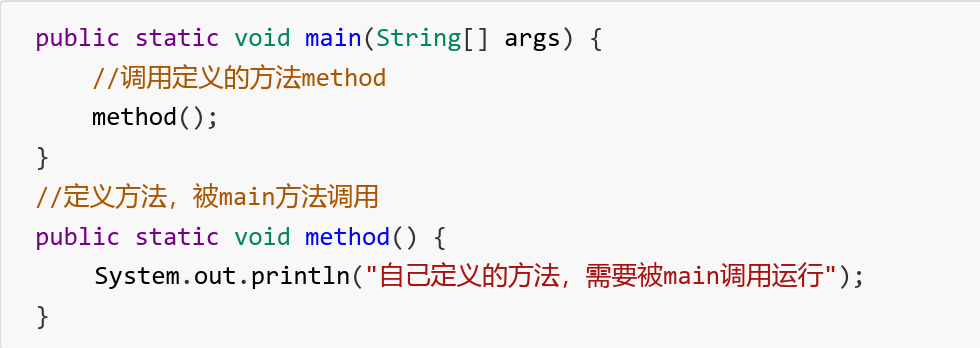 public static void main(String[] args) {
    //调用定义的方法method
    method();
}
//定义方法，被main方法调用
public static void method() {
    System.out.println("自己定义的方法，需要被main调用运行");
}